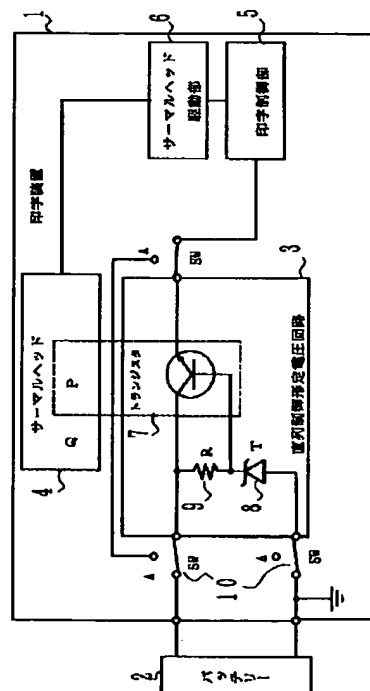 1
印字装置
6
サーマルヘッド
駆動部
5
印字制御部
サーマルヘッド
Q P
4
A
SW
3
トランジスタ
7
直列制御形定電圧回路
R
9
T
8
A
SW
10
A
SW
2
バッテリー